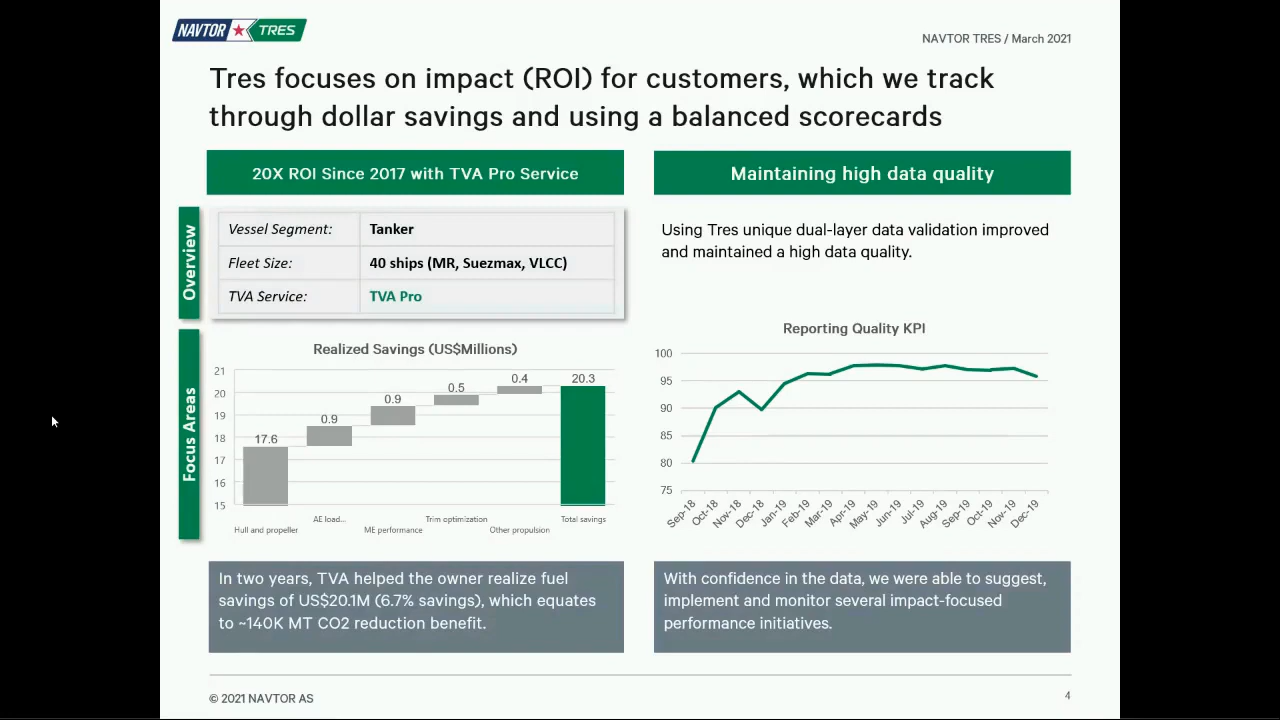 NAVTOR TRES
NAVTOR TRES / March 2021
Tres focuses on impact (ROI) for customers, which we track
through dollar savings and using a balanced scorecards
20X ROI Since 2017 with TVA Pro Service
Overview
Vessel Segment: Tanker
Fleet Size: 40 ships (MR, Suezmax, VLCC)
TVA Service: TVA Pro
Focus Areas
Realized Savings (US$Millions)
21
20
19
18
17
16
15
17.6
0.9
0.9
0.5
0.4
20.3
Hull and propeller
AE load...
ME performance
Trim optimization
Other propulsion
Total savings
In two years, TVA helped the owner realize fuel
savings of US$20.1M (6.7% savings), which equates
to ~140K MT CO2 reduction benefit.
Maintaining high data quality
Using Tres unique dual-layer data validation improved
and maintained a high data quality.
Reporting Quality KPI
100
95
90
85
80
75
Sep-18
Oct-18
Nov-18
Dec-18
Jan-19
Feb-19
Mar-19
Apr-19
May-19
Jun-19
Jul-19
Aug-19
Sep-19
Oct-19
Nov-19
Dec-19
With confidence in the data, we were able to suggest,
implement and monitor several impact-focused
performance initiatives.
© 2021 NAVTOR AS
4